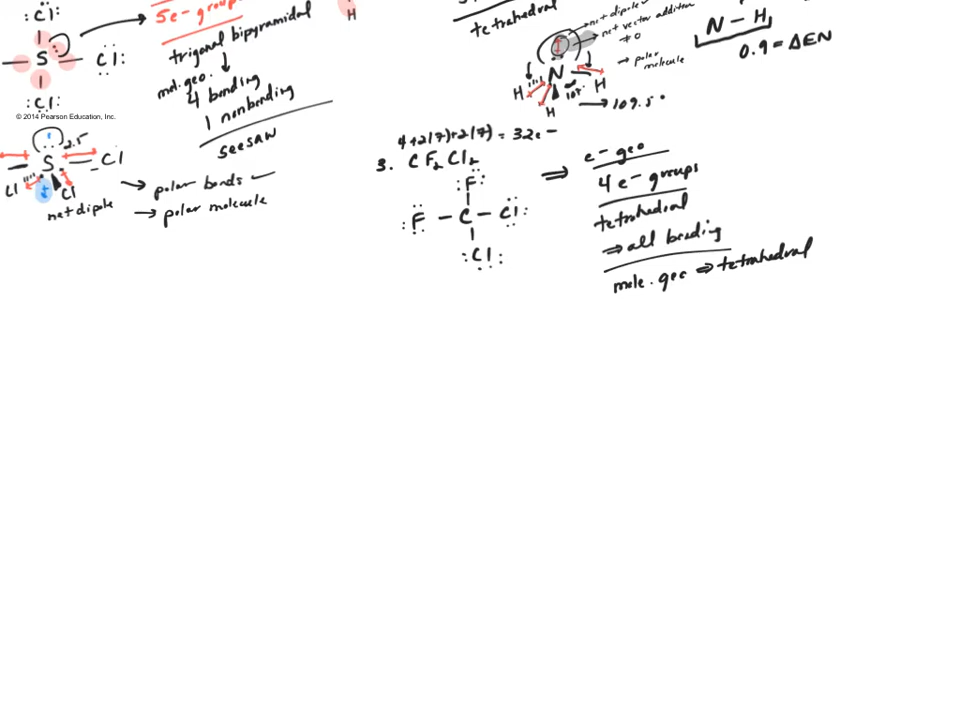 :Cl:
S
Cl:
:Cl:
© 2014 Pearson Education, Inc.
5e- group
trigonal bipyramidal
mol. geo.
4 bonding
1 nonbonding
seesaw
H
2.5
S
Cl
Cl
Cl
net dipole
→ polar bonds ✓
→ polar molecule
tetrahedral
net dipole
net vector addition
≠ 0
→ polar molecule
N
H
H
H
107°
→ 109.5°
N - H
0.9 = ΔEN
4+2(7)+2(7) = 32e-
3. CF₂Cl₂
:F:
:F - C - Cl:
:Cl:
⇒ e- geo
4 e- groups
tetrahedral
⇒ all bonding
mole. geo ⇒ tetrahedral